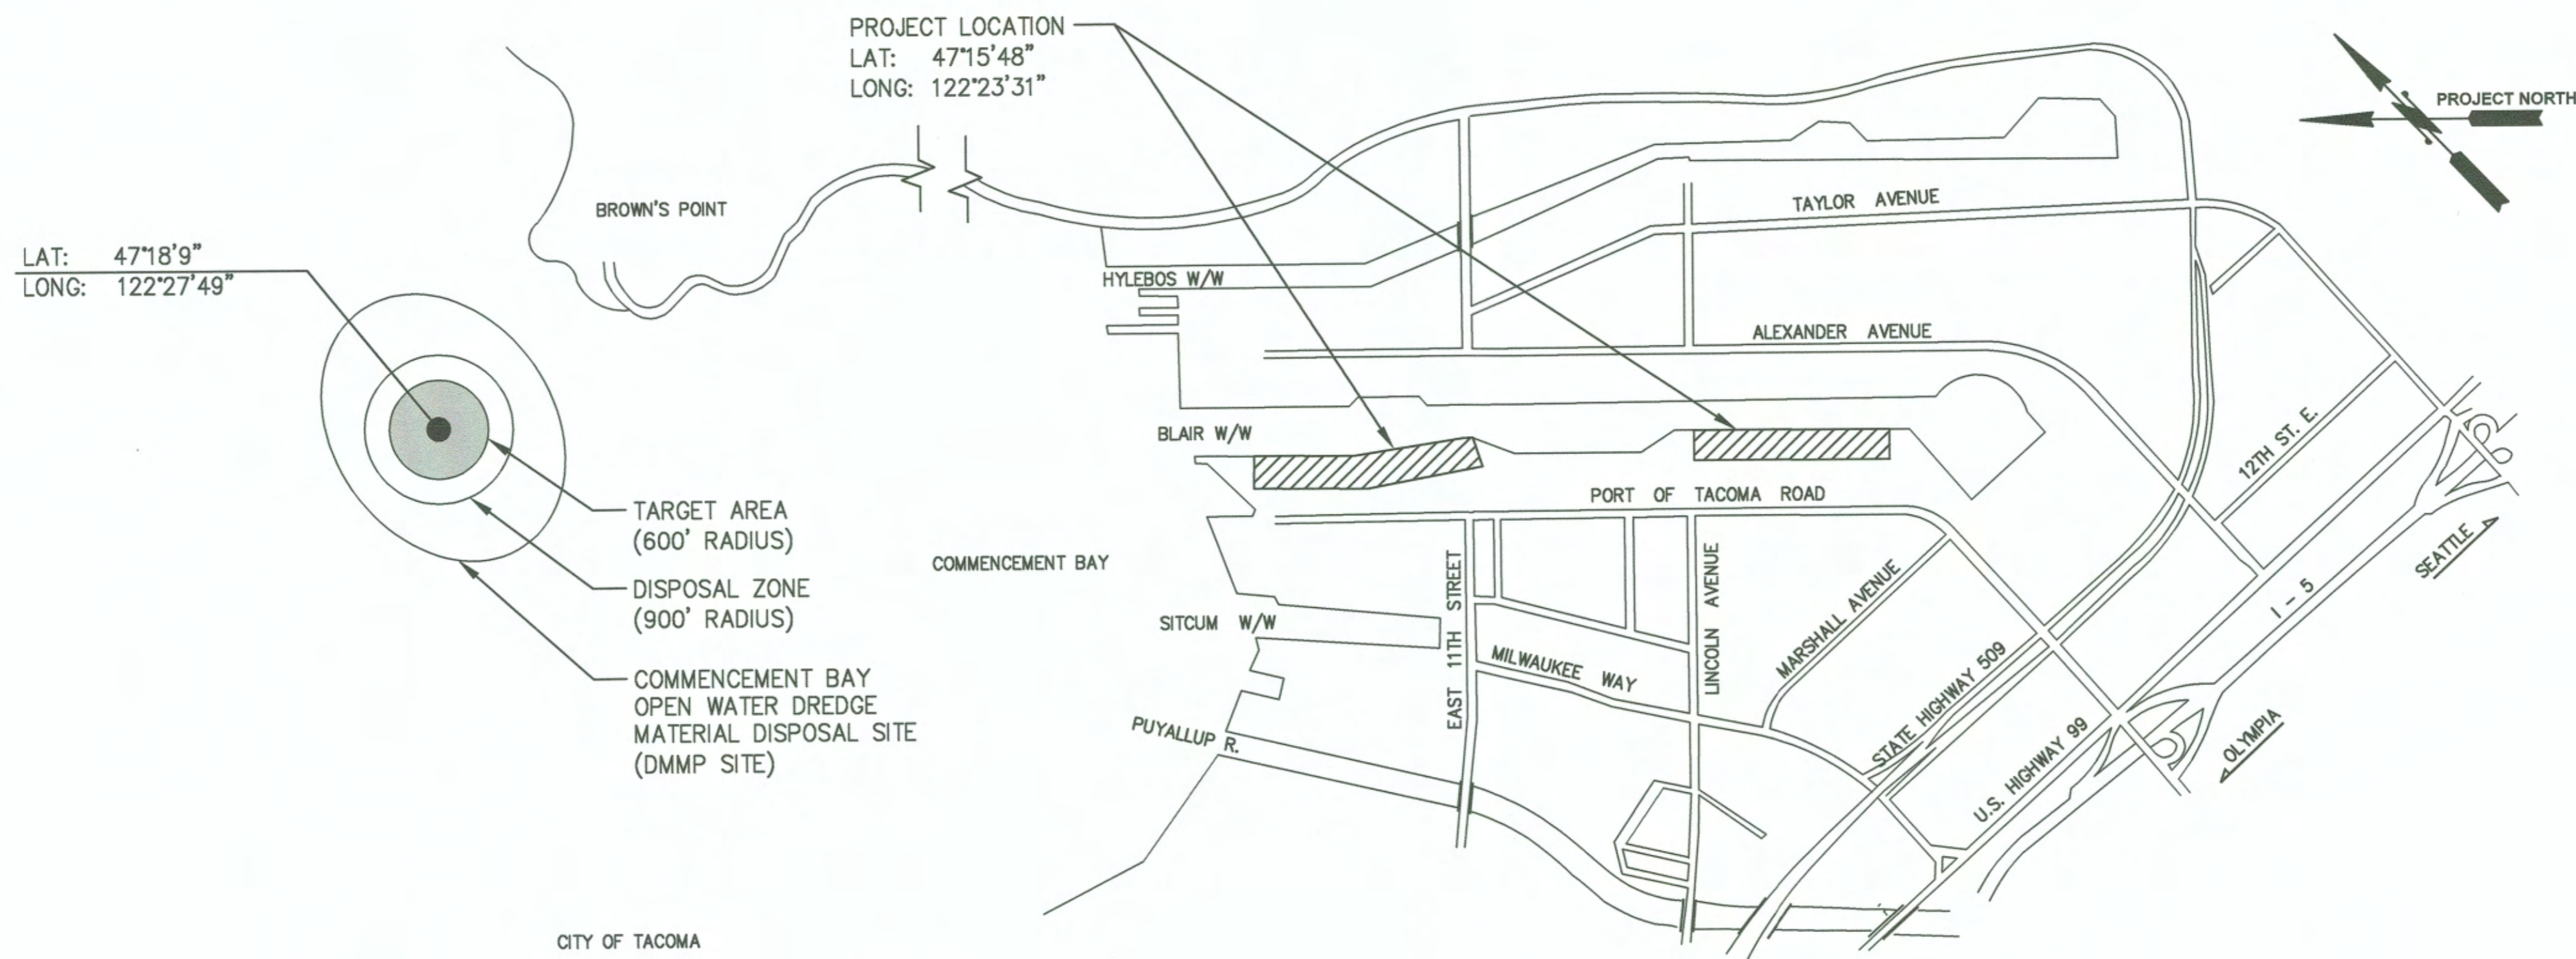 PROJECT LOCATION
LAT: 47°15'48"
LONG: 122°23'31"
PROJECT NORTH
BROWN'S POINT
TAYLOR AVENUE
LAT: 47°18'9"
LONG: 122°27'49"
HYLEBOS W/W
ALEXANDER AVENUE
BLAIR W/W
12TH ST. E.
PORT OF TACOMA ROAD
TARGET AREA
(600' RADIUS)
COMMENCEMENT BAY
DISPOSAL ZONE
(900' RADIUS)
SEATTLE
I - 5
EAST 11TH STREET
LINCOLN AVENUE
MARSHALL AVENUE
SITCUM W/W
MILWAUKEE WAY
STATE HIGHWAY 509
COMMENCEMENT BAY
OPEN WATER DREDGE
MATERIAL DISPOSAL SITE
(DMMP SITE)
PUYALLUP R.
U.S. HIGHWAY 99
OLYMPIA
CITY OF TACOMA